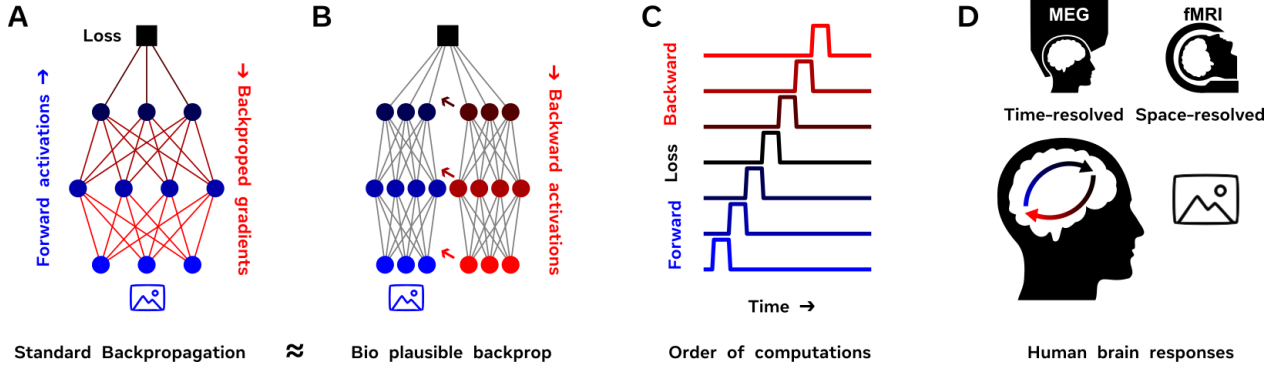 A
Loss
Forward activations →
→ Backproped gradients
Standard Backpropagation
≈
B
→ Backward activations
Bio plausible backprop
C
Backward
Loss
Forward
Time →
Order of computations
D
MEG
fMRI
Time-resolved
Space-resolved
Human brain responses